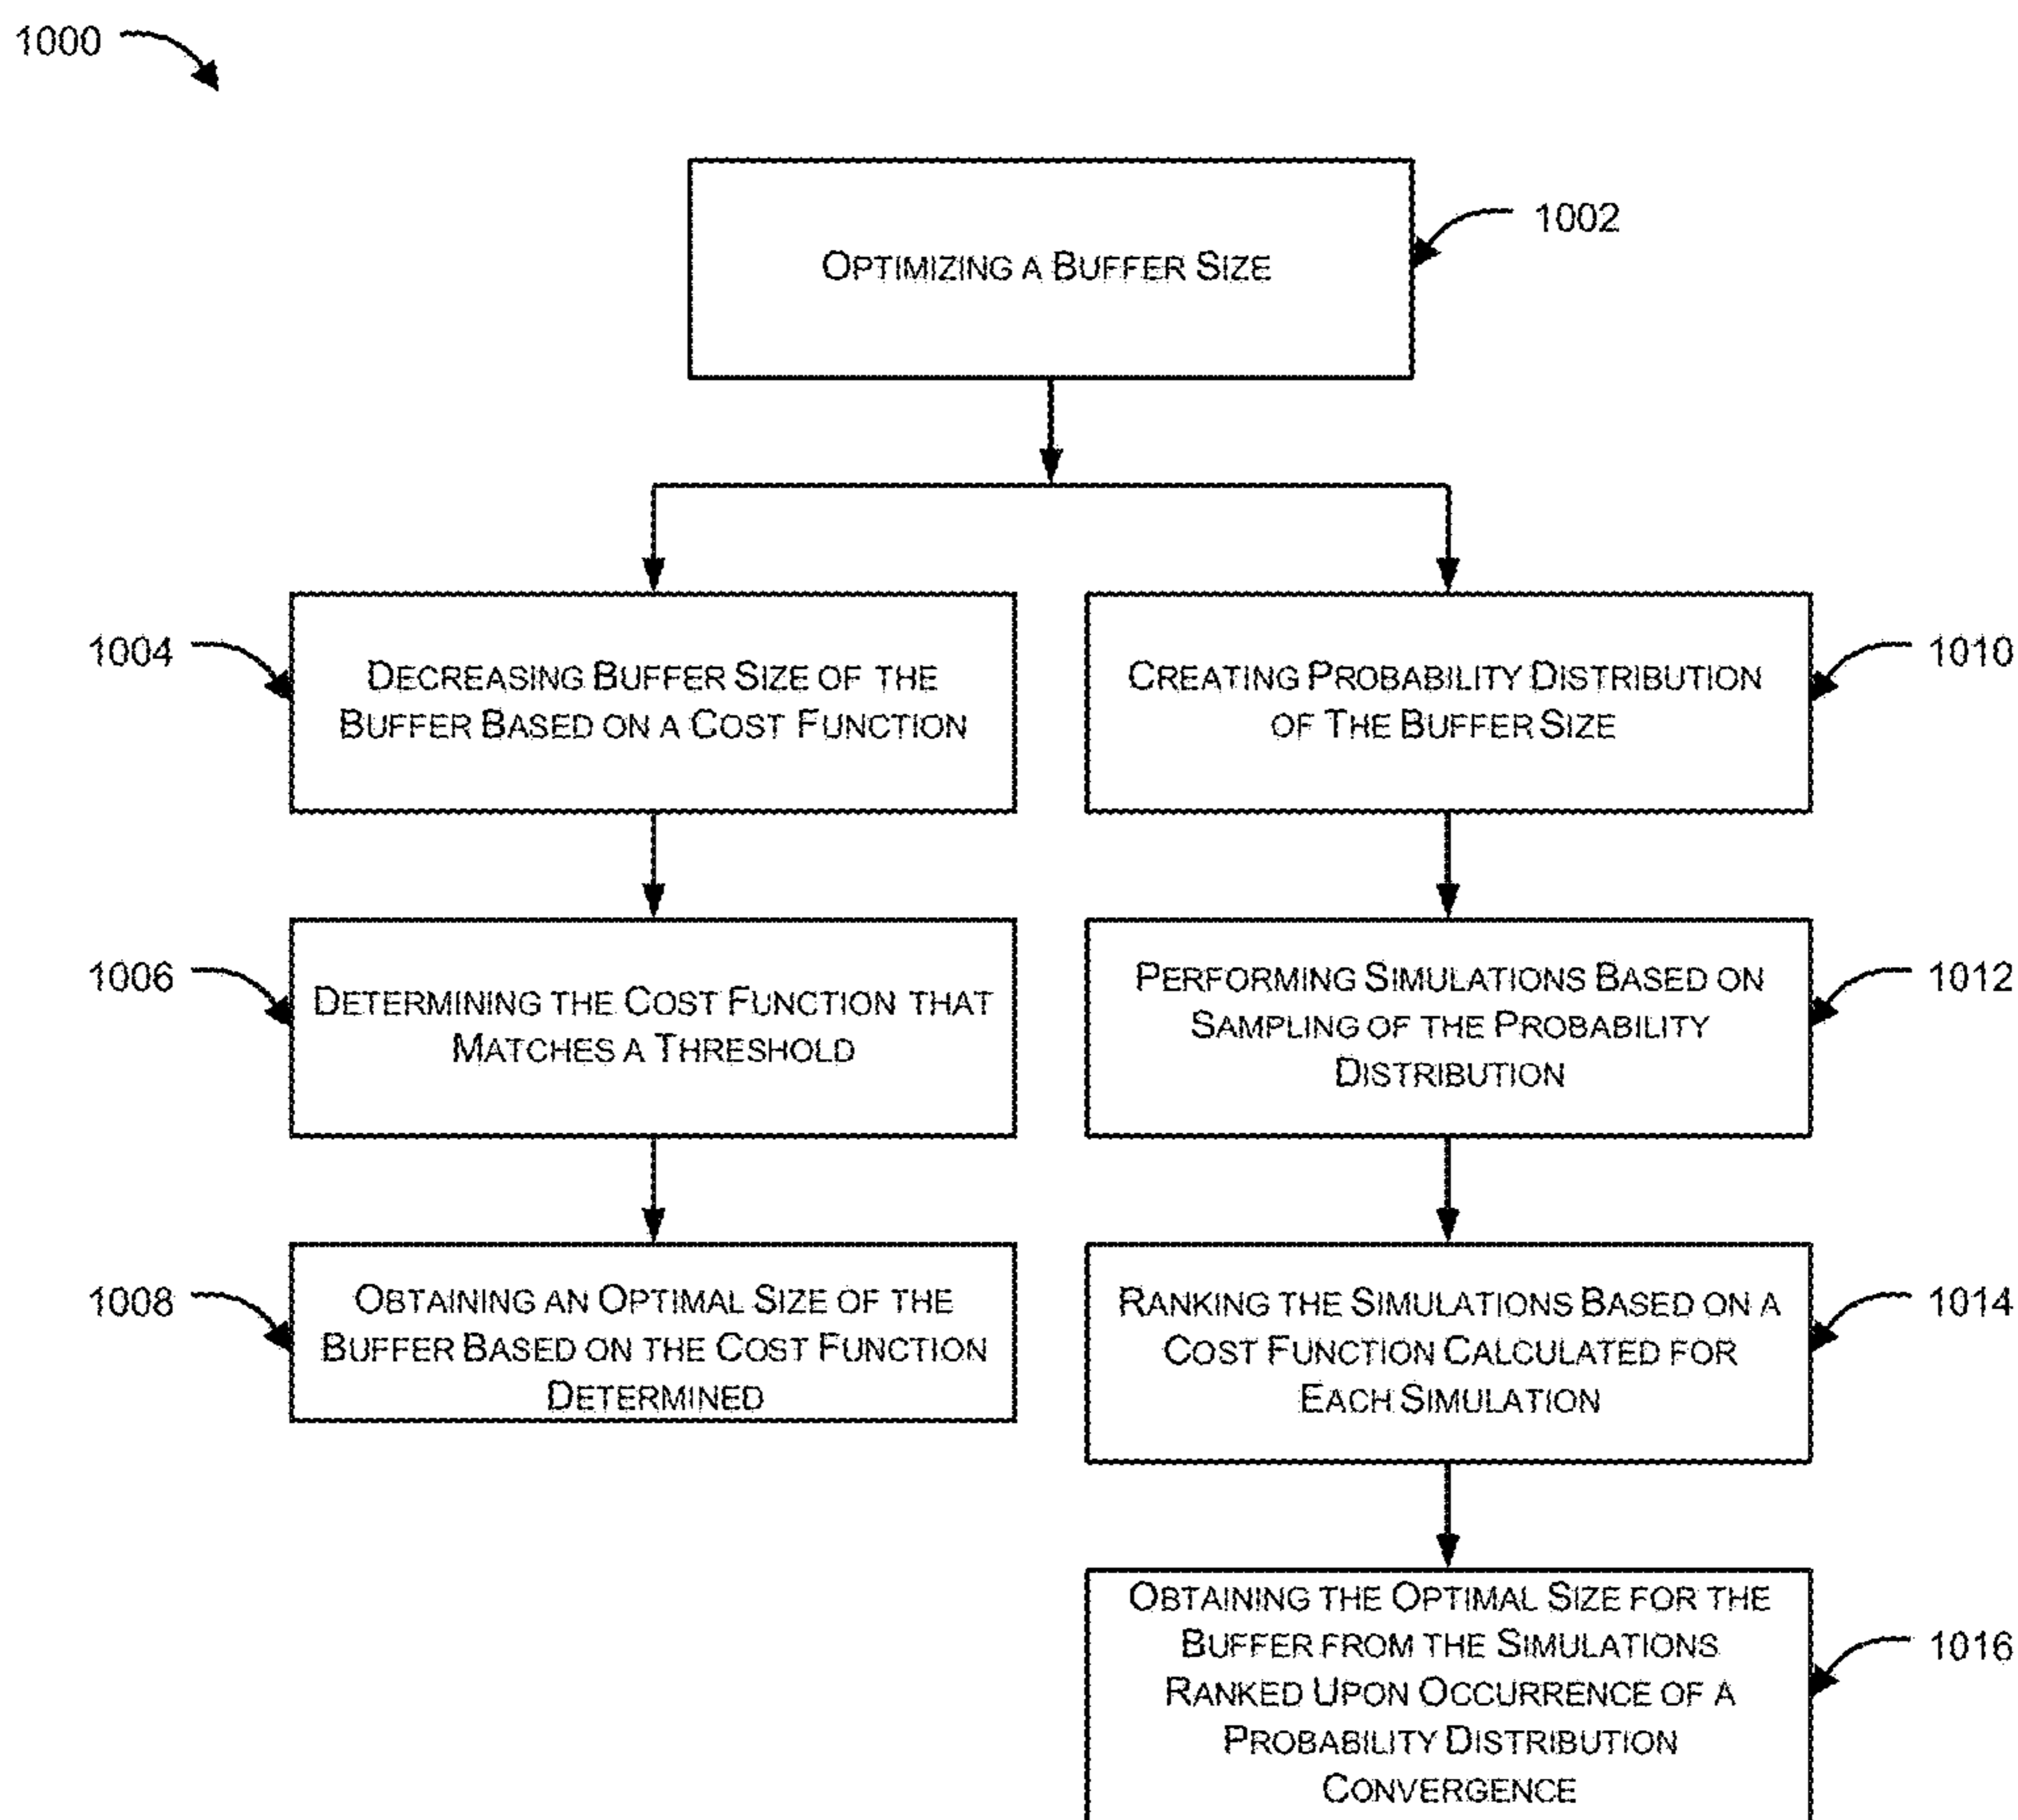 1000
1002
OPTIMIZING A BUFFER SIZE
1004
DECREASING BUFFER SIZE OF THE
BUFFER BASED ON A COST FUNCTION
1006
DETERMINING THE COST FUNCTION THAT
MATCHES A THRESHOLD
1008
OBTAINING AN OPTIMAL SIZE OF THE
BUFFER BASED ON THE COST FUNCTION
DETERMINED
1010
CREATING PROBABILITY DISTRIBUTION
OF THE BUFFER SIZE
1012
PERFORMING SIMULATIONS BASED ON
SAMPLING OF THE PROBABILITY
DISTRIBUTION
1014
RANKING THE SIMULATIONS BASED ON A
COST FUNCTION CALCULATED FOR
EACH SIMULATION
1016
OBTAINING THE OPTIMAL SIZE FOR THE
BUFFER FROM THE SIMULATIONS
RANKED UPON OCCURRENCE OF A
PROBABILITY DISTRIBUTION
CONVERGENCE